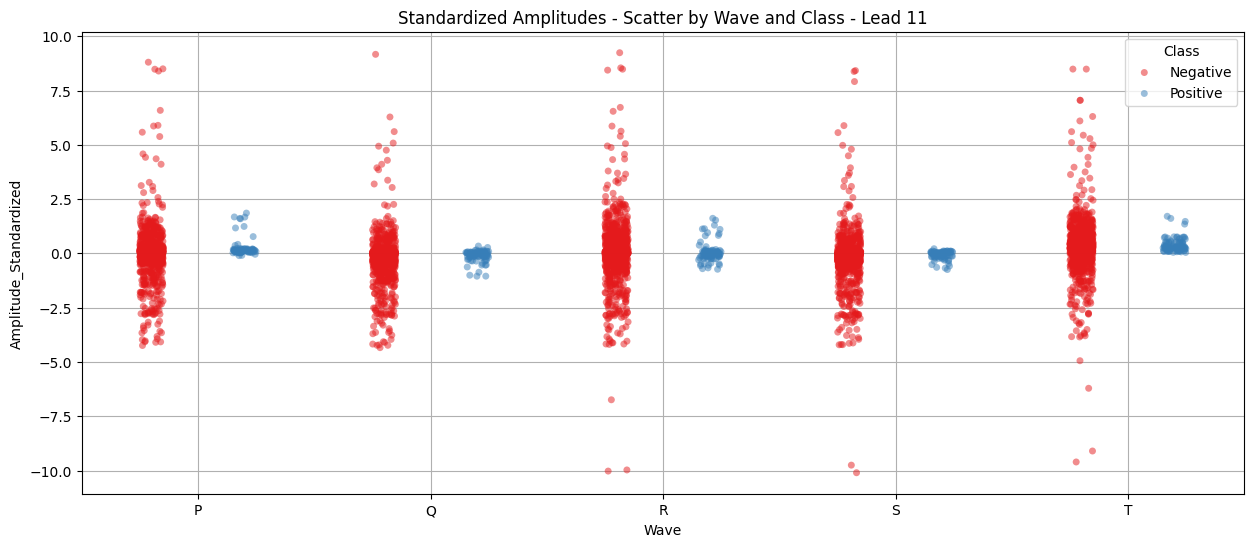 Standardized Amplitudes - Scatter by Wave and Class - Lead 11
Class
Negative
Positive
Amplitude_Standardized
10.0
7.5
5.0
2.5
0.0
−2.5
−5.0
−7.5
−10.0
P Q R S T
Wave